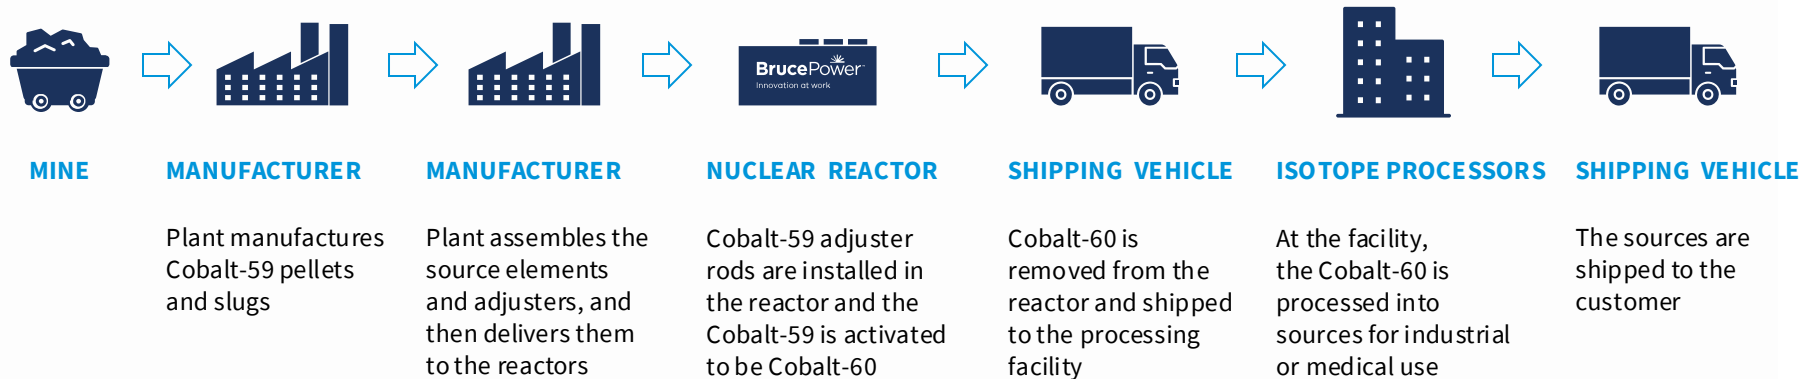 BrucePower
Innovation at work
MINE
MANUFACTURER
Plant manufactures
Cobalt-59 pellets
and slugs
MANUFACTURER
Plant assembles the
source elements
and adjusters, and
then delivers them
to the reactors
NUCLEAR REACTOR
Cobalt-59 adjuster
rods are installed in
the reactor and the
Cobalt-59 is activated
to be Cobalt-60
SHIPPING VEHICLE
Cobalt-60 is
removed from the
reactor and shipped
to the processing
facility
ISOTOPE PROCESSORS
At the facility,
the Cobalt-60 is
processed into
sources for industrial
or medical use
SHIPPING VEHICLE
The sources are
shipped to the
customer